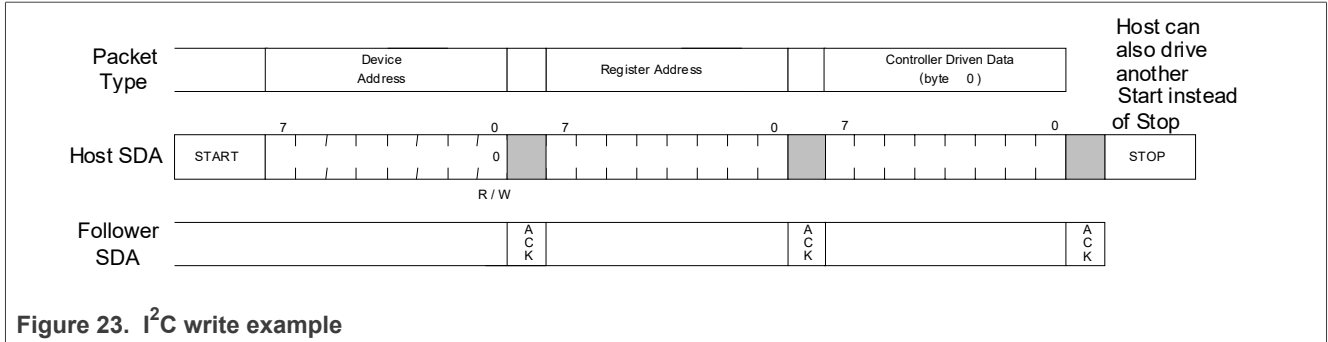 Host can
also drive
another
Start instead
of Stop
Packet
Type
Device
Address
Register Address
Controller Driven Data
(byte 0)
7 0 7 0 7 0
Host SDA START 0 STOP
R / W
Follower
SDA
A
C
K
A
C
K
A
C
K
Figure 23. I²C write example